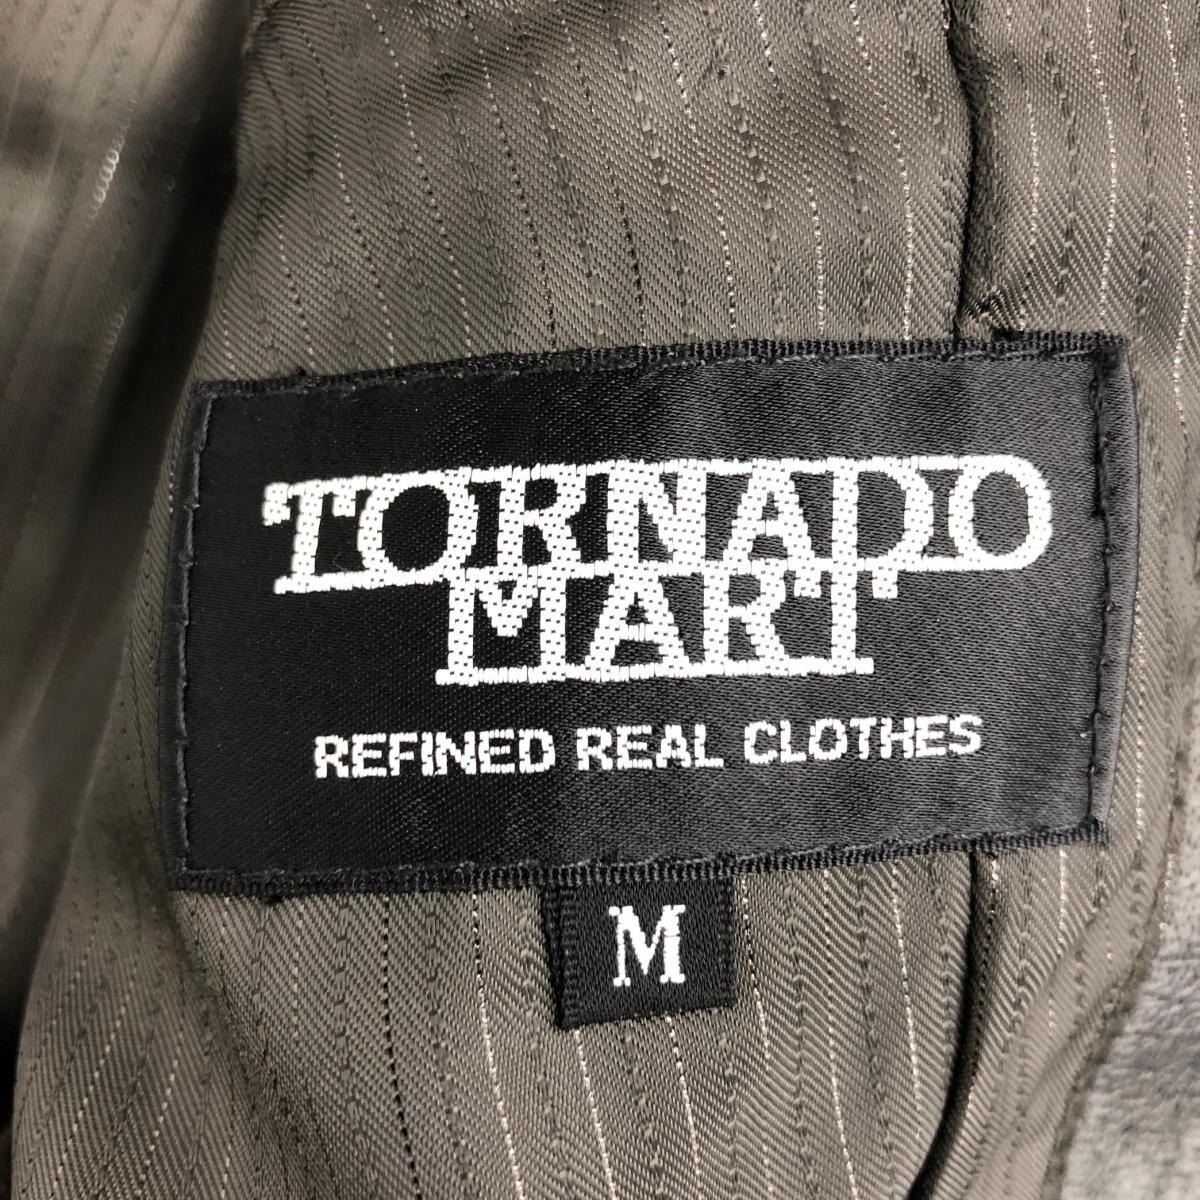 TORNADO
MART
REFINED REAL CLOTHES
M